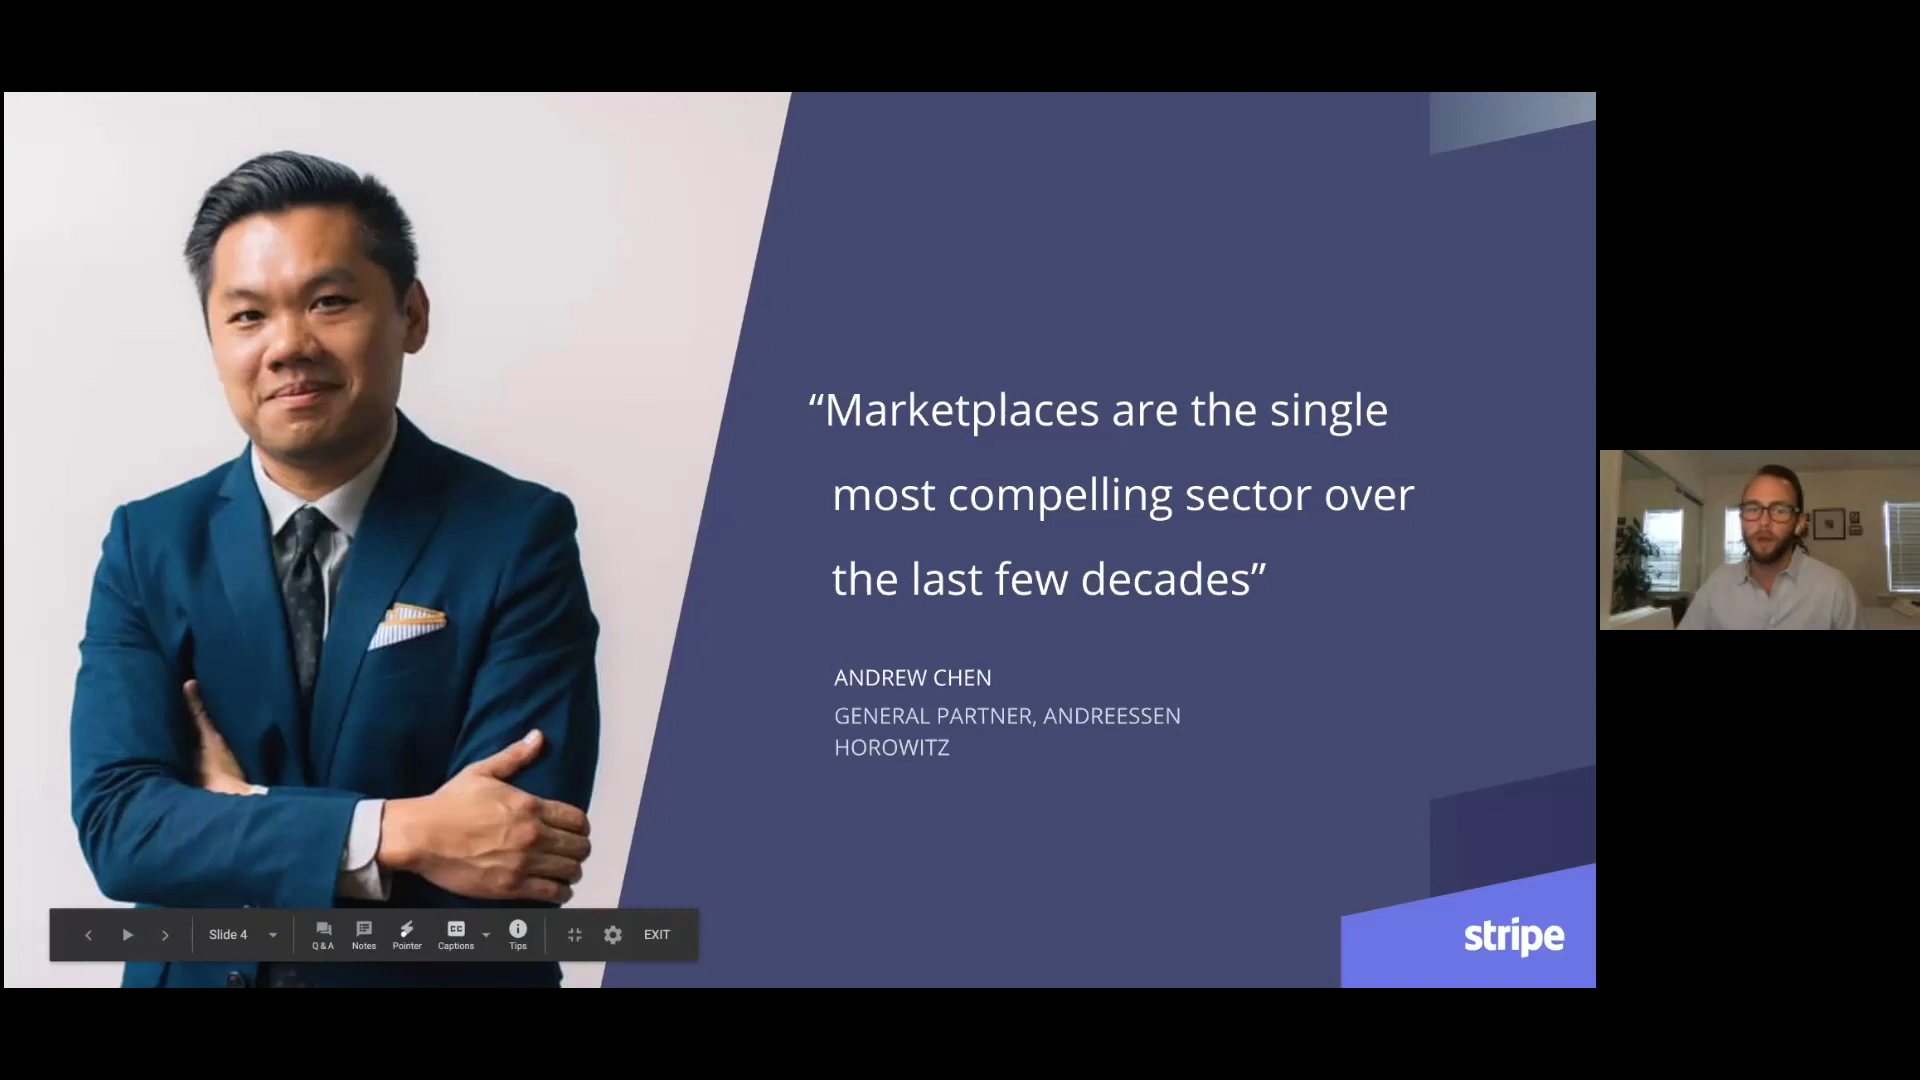 “Marketplaces are the single
most compelling sector over
the last few decades”
ANDREW CHEN
GENERAL PARTNER, ANDREESSEN
HOROWITZ
Slide 4
Q & A
Notes
Pointer
CC
Captions
Tips
EXIT
stripe